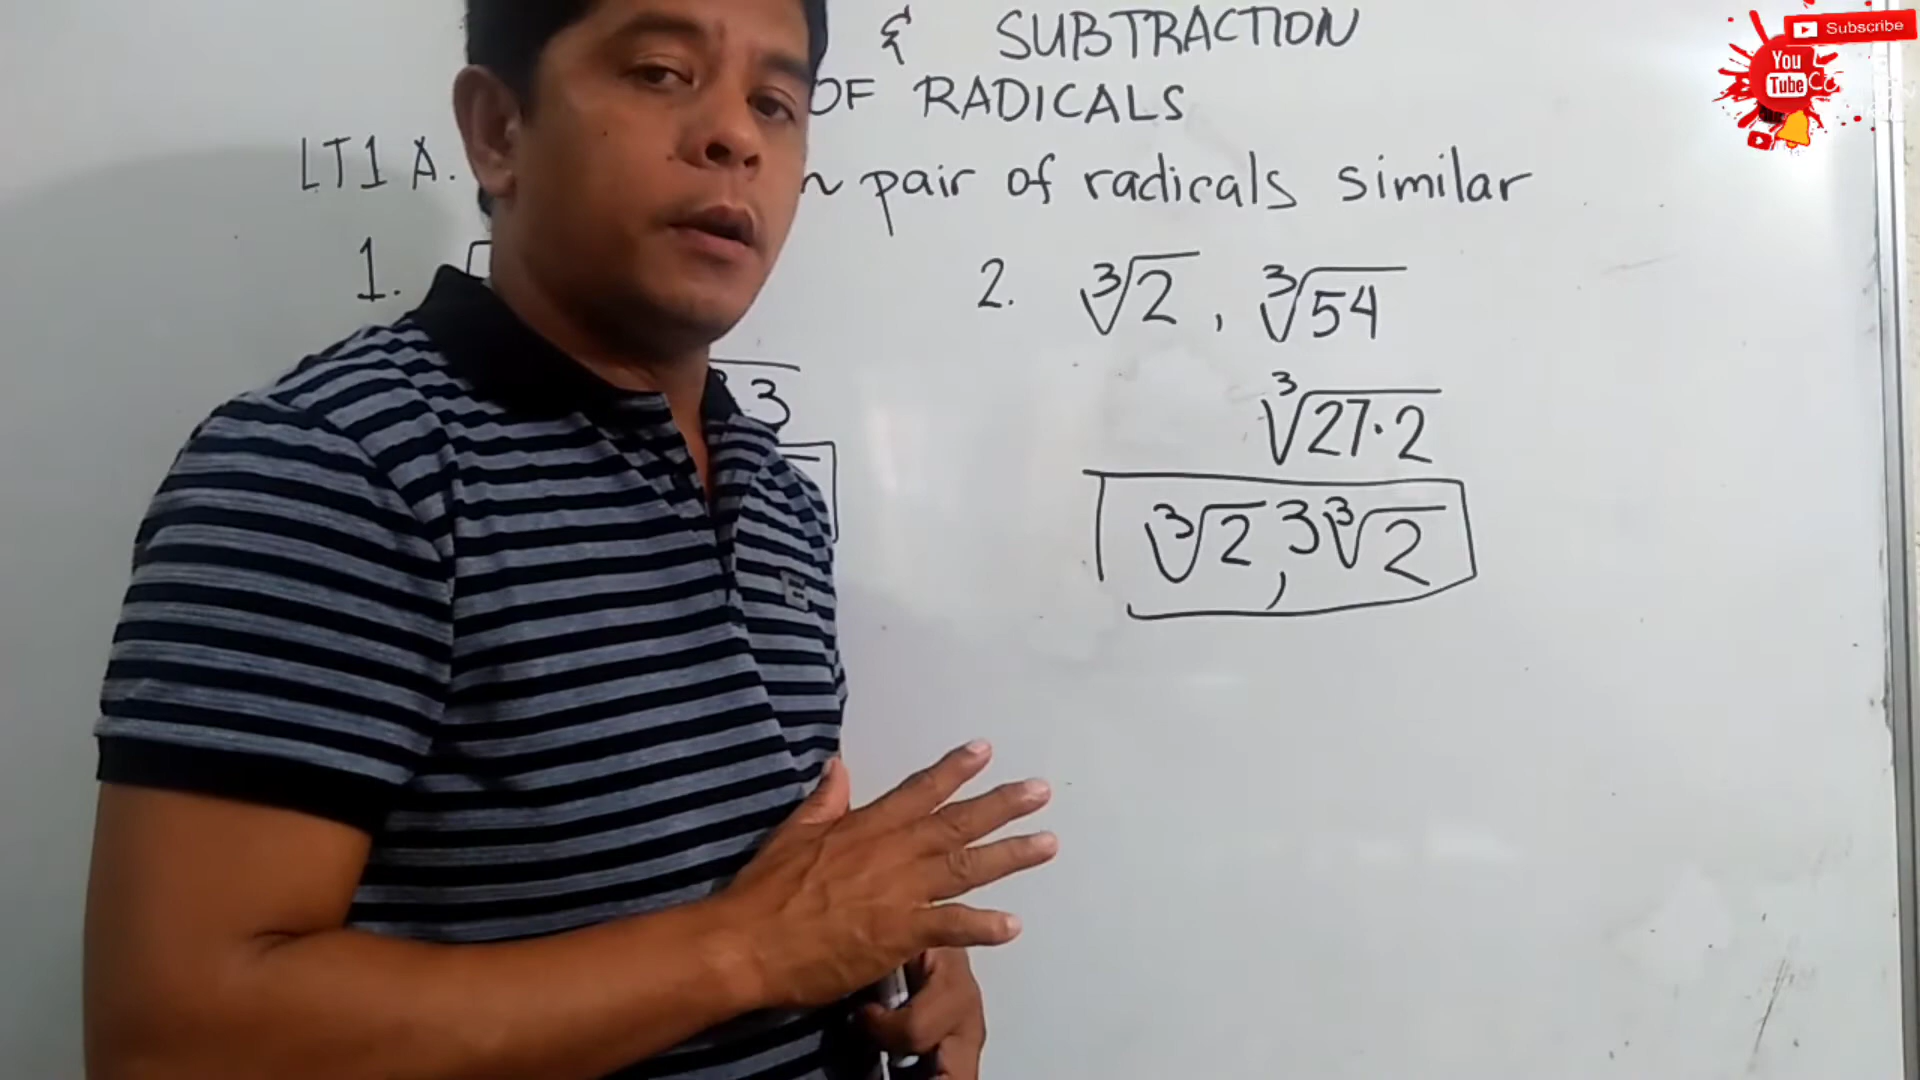 & SUBTRACTION
OF RADICALS
LT1 A. pair of radicals similar
1.
2. ∛2 , ∛54
3
∛27·2
∛2, 3∛2
Subscribe
You
Tube